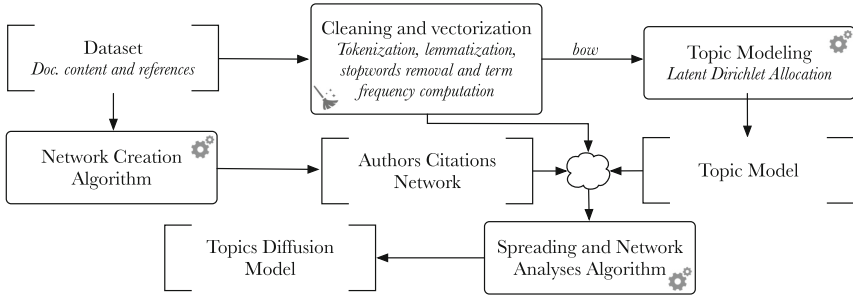 Dataset
Doc. content and references
Cleaning and vectorization
Tokenization, lemmatization,
stopwords removal and term
frequency computation
bow
Topic Modeling
Latent Dirichlet Allocation
Network Creation
Algorithm
Authors Citations
Network
Topic Model
Topics Diffusion
Model
Spreading and Network
Analyses Algorithm